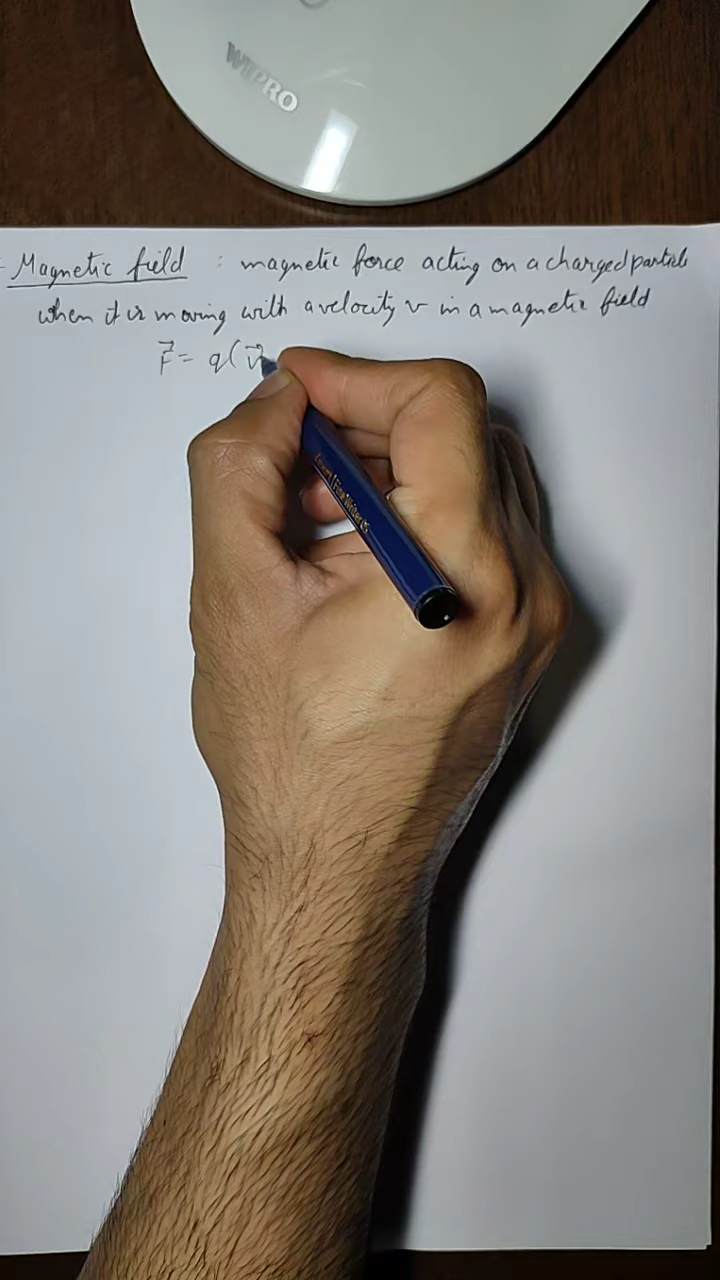 WIPRO
Magnetic field : magnetic force acting on a charged particle
when it is moving with a velocity v in a magnetic field
F⃗ = q(v⃗